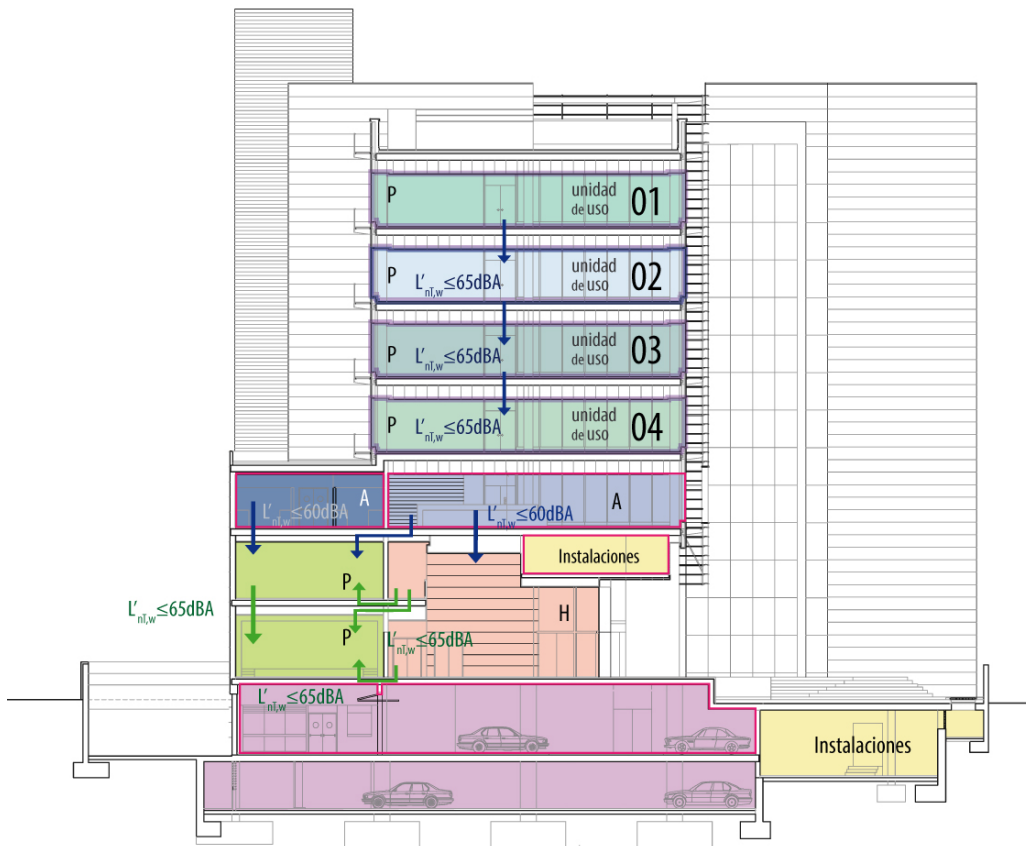 P unidad de uso 01
P L'nT,w≤65dBA unidad de uso 02
P L'nT,w≤65dBA unidad de uso 03
P L'nT,w≤65dBA unidad de uso 04
A
L'nT,w≤60dBA
L'nT,w≤60dBA
A
Instalaciones
P
L'nT,w≤65dBA
P
L'nT,w≤65dBA
H
L'nT,w≤65dBA
Instalaciones